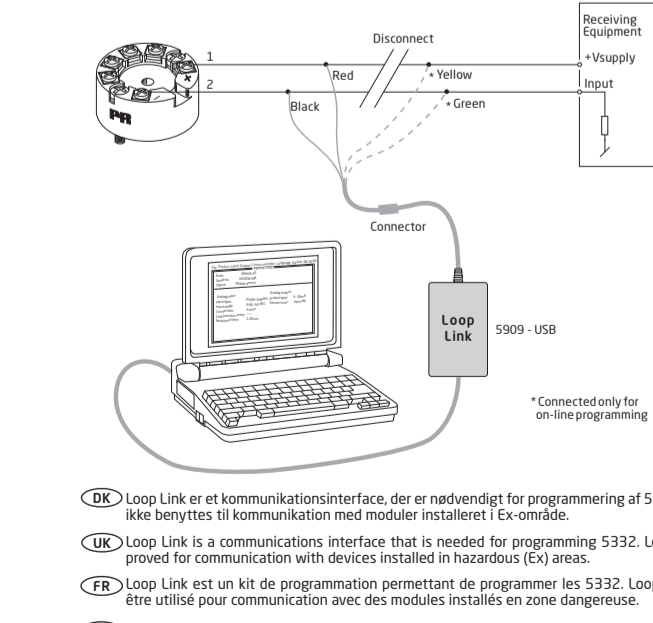 Receiving
Equipment
Disconnect
1
+Vsupply
Red
* Yellow
2
Input
Black
* Green
PR
Connector
Loop
Link
5909 - USB
* Connected only for
on-line programming
DK Loop Link er et kommunikationsinterface, der er nødvendigt for programmering af 5
ikke benyttes til kommunikation med moduler installeret i Ex-område.
UK Loop Link is a communications interface that is needed for programming 5332. L
proved for communication with devices installed in hazardous (Ex) areas.
FR Loop Link est un kit de programmation permettant de programmer les 5332. Loop
être utilisé pour communication avec des modules installés en zone dangereuse.